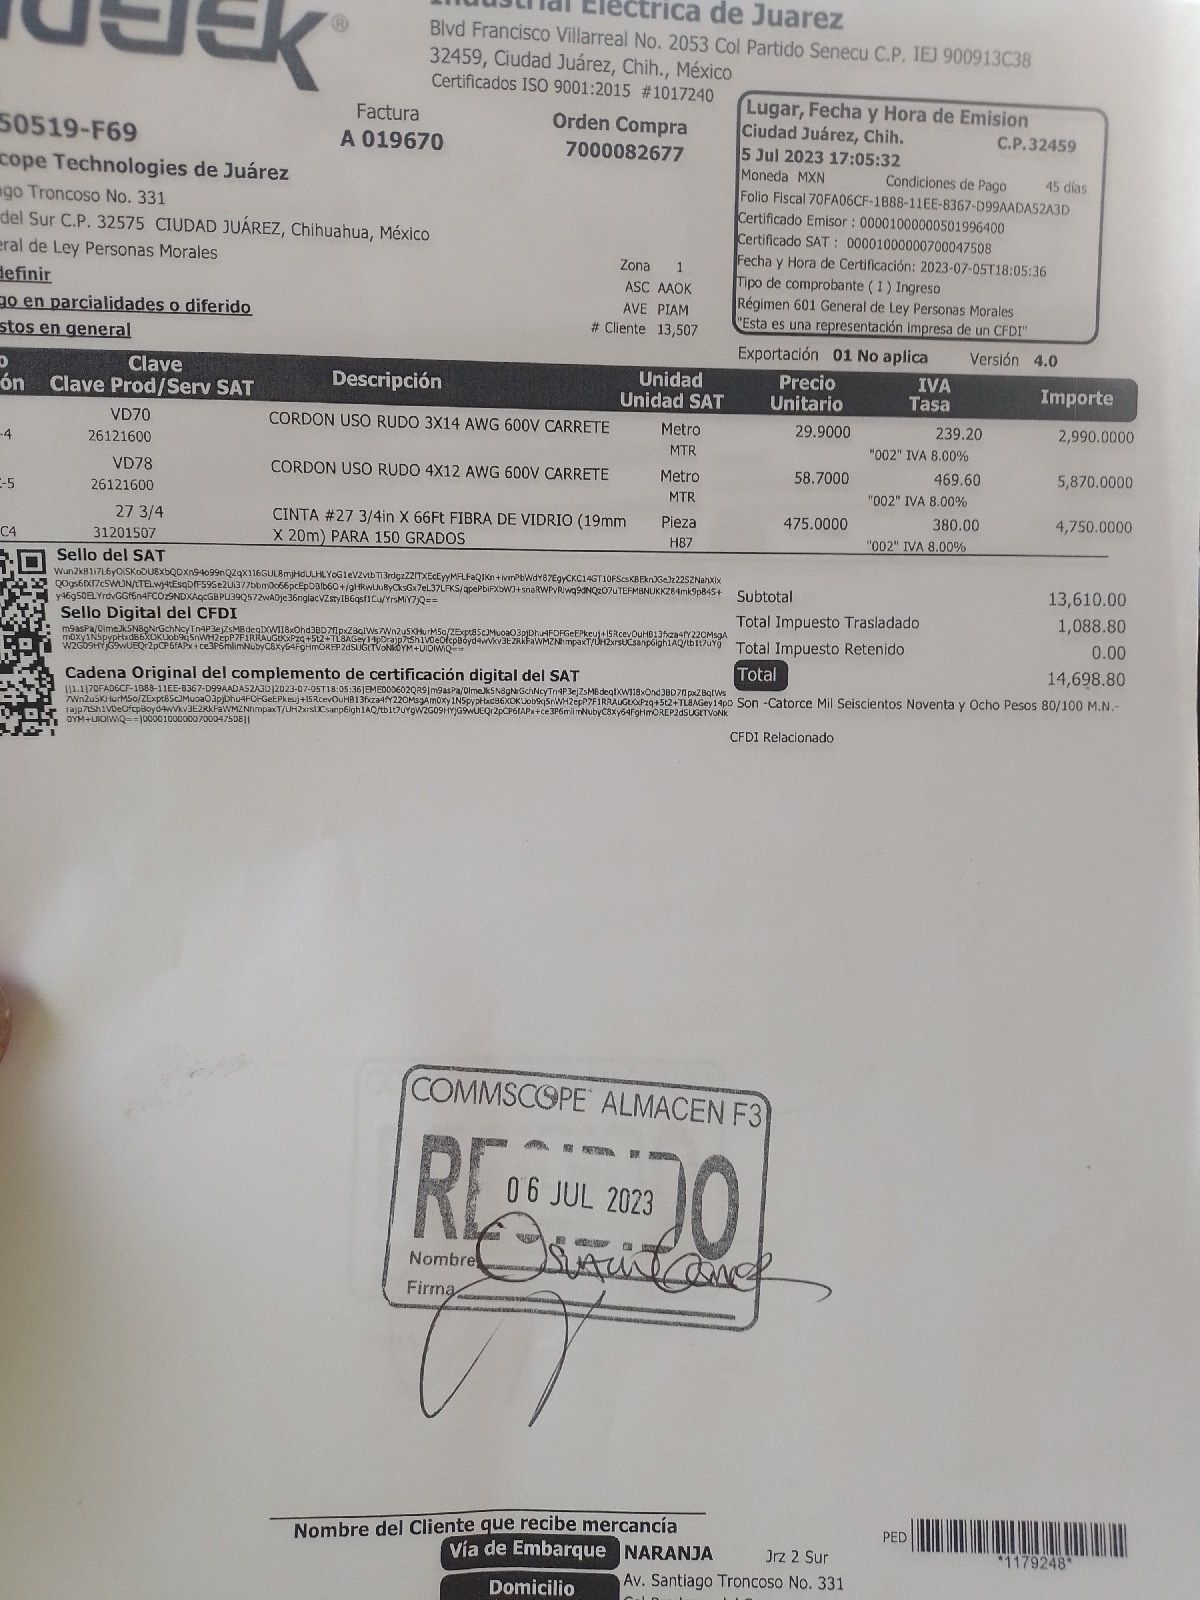 Industrial Eléctrica de Juarez
Blvd Francisco Villarreal No. 2053 Col Partido Senecu C.P. IEJ 900913C38
32459, Ciudad Juárez, Chih., México
Certificados ISO 9001:2015 #1017240
50519-F69
Factura
A 019670
Orden Compra
7000082677
Lugar, Fecha y Hora de Emision
Ciudad Juárez, Chih. C.P.32459
5 Jul 2023 17:05:32
Moneda MXN Condiciones de Pago 45 días
Folio Fiscal 70FA06CF-1B88-11EE-8367-D99AADA52A3D
Certificado Emisor : 00001000000501996400
Certificado SAT : 00001000000700047508
Fecha y Hora de Certificación: 2023-07-05T18:05:36
Tipo de comprobante ( I ) Ingreso
Régimen 601 General de Ley Personas Morales
"Esta es una representación impresa de un CFDI"
cope Technologies de Juárez
go Troncoso No. 331
del Sur C.P. 32575 CIUDAD JUÁREZ, Chihuahua, México
eral de Ley Personas Morales
definir
go en parcialidades o diferido
stos en general
Zona 1
ASC AAOK
AVE PIAM
# Cliente 13,507
Exportación 01 No aplica Versión 4.0
ón Clave
Clave Prod/Serv SAT Descripción Unidad
Unidad SAT Precio
Unitario IVA
Tasa Importe
VD70 CORDON USO RUDO 3X14 AWG 600V CARRETE Metro 29.9000 239.20 2,990.0000
-4 26121600 MTR "002" IVA 8.00%
VD78 CORDON USO RUDO 4X12 AWG 600V CARRETE Metro 58.7000 469.60 5,870.0000
-5 26121600 MTR "002" IVA 8.00%
27 3/4 CINTA #27 3/4in X 66Ft FIBRA DE VIDRIO (19mm Pieza 475.0000 380.00 4,750.0000
C4 31201507 X 20m) PARA 150 GRADOS H87 "002" IVA 8.00%
Sello del SAT
Sello Digital del CFDI
Cadena Original del complemento de certificación digital del SAT
Subtotal 13,610.00
Total Impuesto Trasladado 1,088.80
Total Impuesto Retenido 0.00
Total 14,698.80
Son -Catorce Mil Seiscientos Noventa y Ocho Pesos 80/100 M.N.-
CFDI Relacionado
COMMSCOPE ALMACEN F3
RECIBIDO
06 JUL 2023
Nombre
Firma
Nombre del Cliente que recibe mercancía
Vía de Embarque NARANJA Jrz 2 Sur
Domicilio Av. Santiago Troncoso No. 331
PED
*1179248*